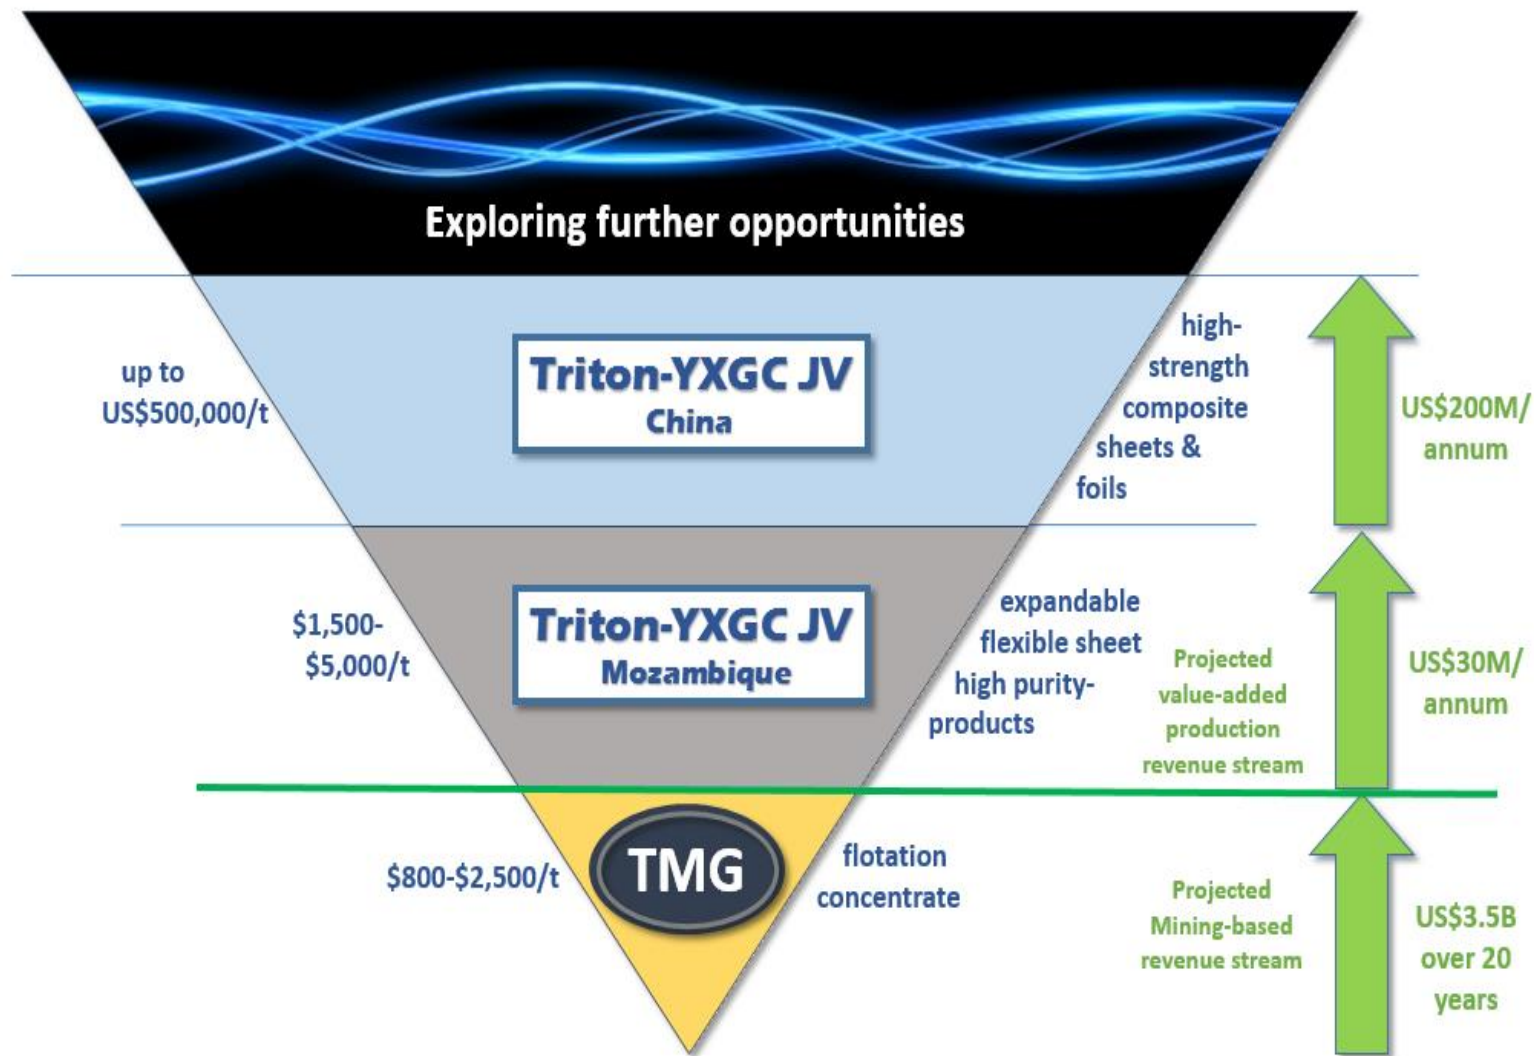 Exploring further opportunities
up to
US$500,000/t
Triton-YXGC JV
China
high-
strength
composite
sheets &
foils
US$200M/
annum
$1,500-
$5,000/t
Triton-YXGC JV
Mozambique
expandable
flexible sheet
high purity-
products
Projected
value-added
production
revenue stream
US$30M/
annum
$800-$2,500/t
TMG
flotation
concentrate
Projected
Mining-based
revenue stream
US$3.5B
over 20
years